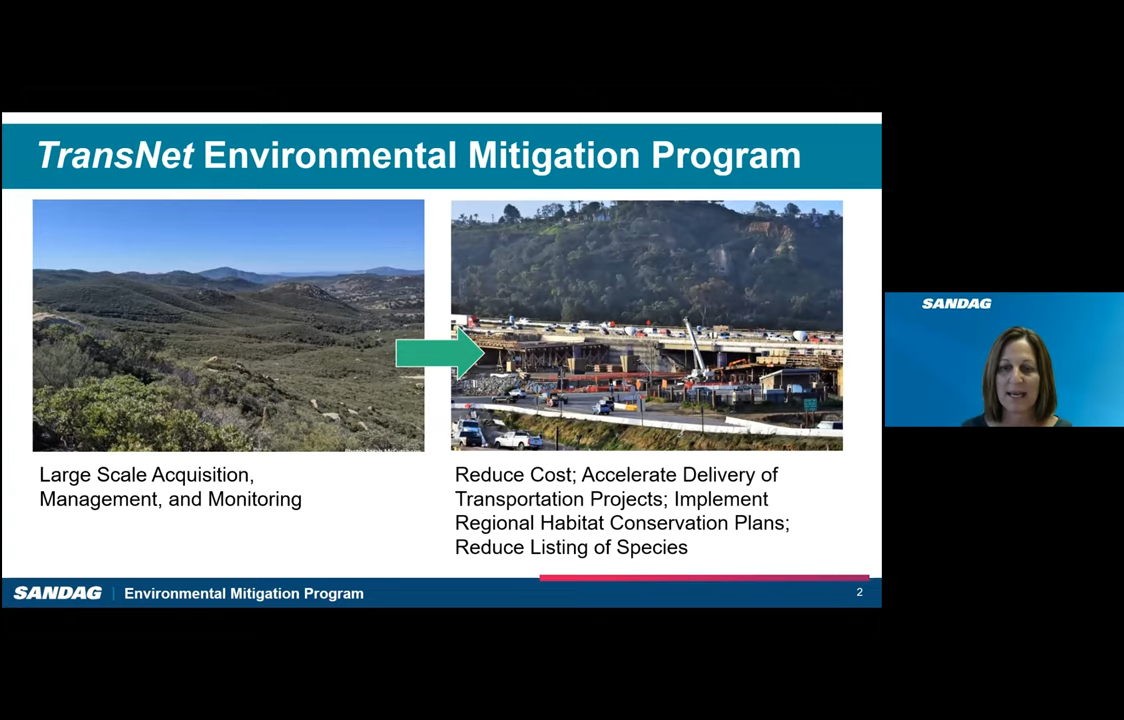 TransNet Environmental Mitigation Program
Large Scale Acquisition,
Management, and Monitoring
Reduce Cost; Accelerate Delivery of
Transportation Projects; Implement
Regional Habitat Conservation Plans;
Reduce Listing of Species
SANDAG
Environmental Mitigation Program
2
SANDAG